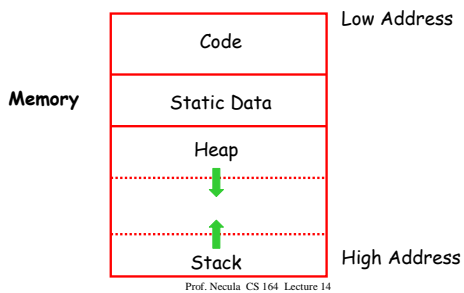 Low Address
Code
Memory
Static Data
Heap
Stack
High Address
Prof. Necula CS 164 Lecture 14